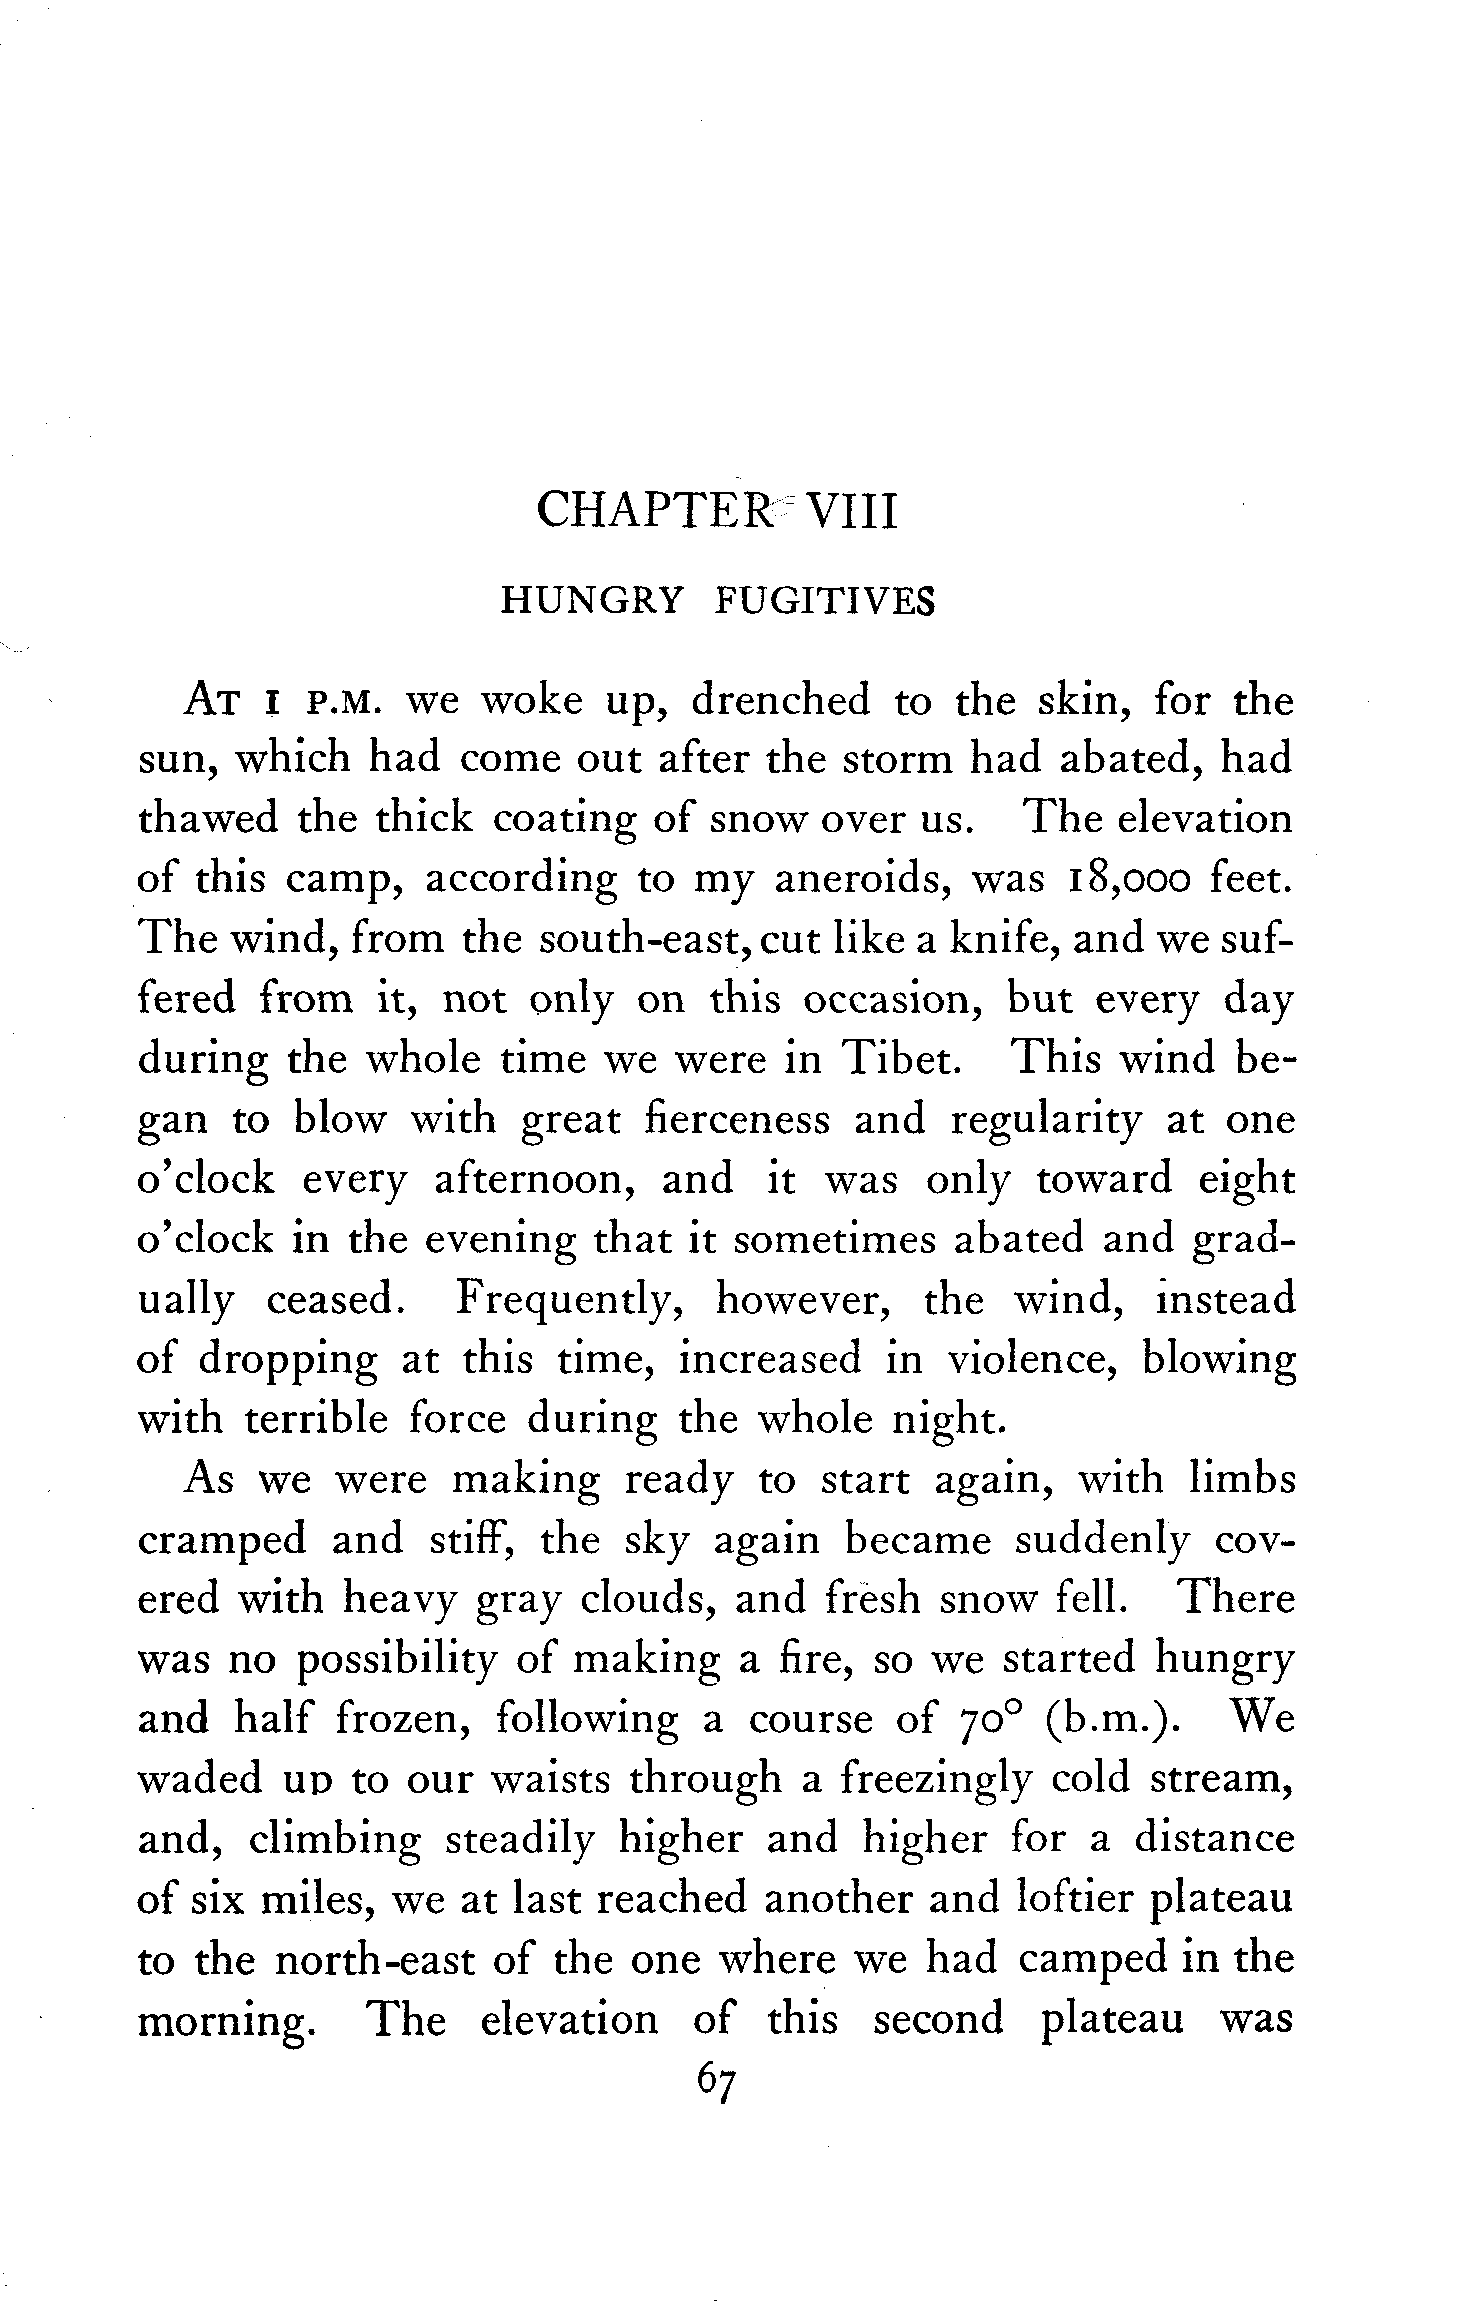 CHAPTER VIII
HUNGRY FUGITIVES
At 1 P.M. we woke up, drenched to the skin, for the
sun, which had come out after the storm had abated, had
thawed the thick coating of snow over us. The elevation
of this camp, according to my aneroids, was 18,000 feet.
The wind, from the south-east, cut like a knife, and we suf-
fered from it, not only on this occasion, but every day
during the whole time we were in Tibet. This wind be-
gan to blow with great fierceness and regularity at one
o'clock every afternoon, and it was only toward eight
o'clock in the evening that it sometimes abated and grad-
ually ceased. Frequently, however, the wind, instead
of dropping at this time, increased in violence, blowing
with terrible force during the whole night.
As we were making ready to start again, with limbs
cramped and stiff, the sky again became suddenly cov-
ered with heavy gray clouds, and fresh snow fell. There
was no possibility of making a fire, so we started hungry
and half frozen, following a course of 70° (b.m.). We
waded up to our waists through a freezingly cold stream,
and, climbing steadily higher and higher for a distance
of six miles, we at last reached another and loftier plateau
to the north-east of the one where we had camped in the
morning. The elevation of this second plateau was
67